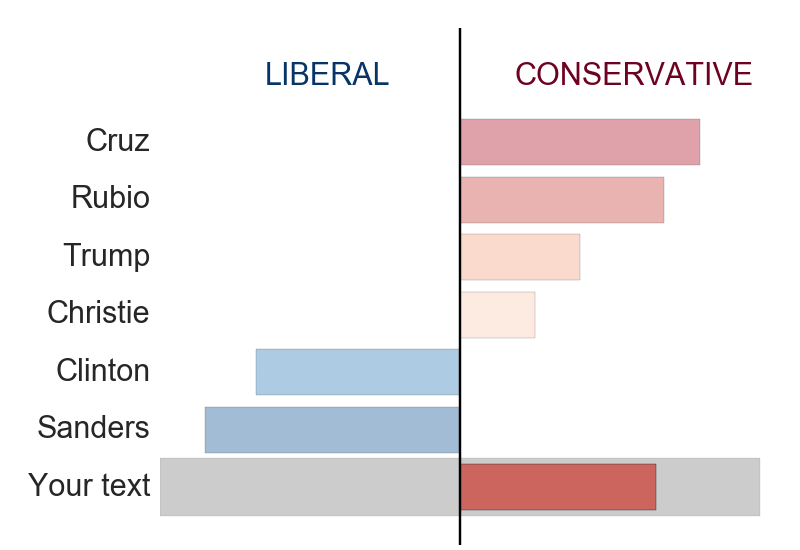 LIBERAL CONSERVATIVE
Cruz
Rubio
Trump
Christie
Clinton
Sanders
Your text